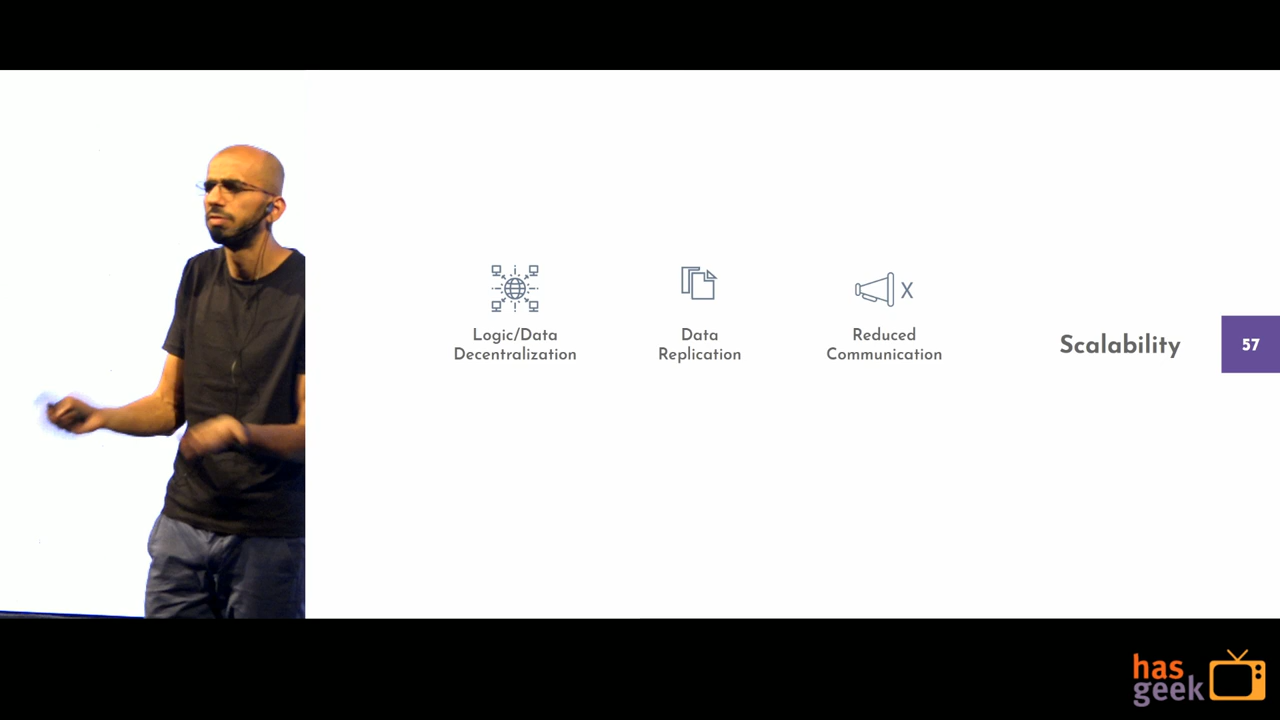 Logic/Data
Decentralization
Data
Replication
X
Reduced
Communication
Scalability
57
has
geek